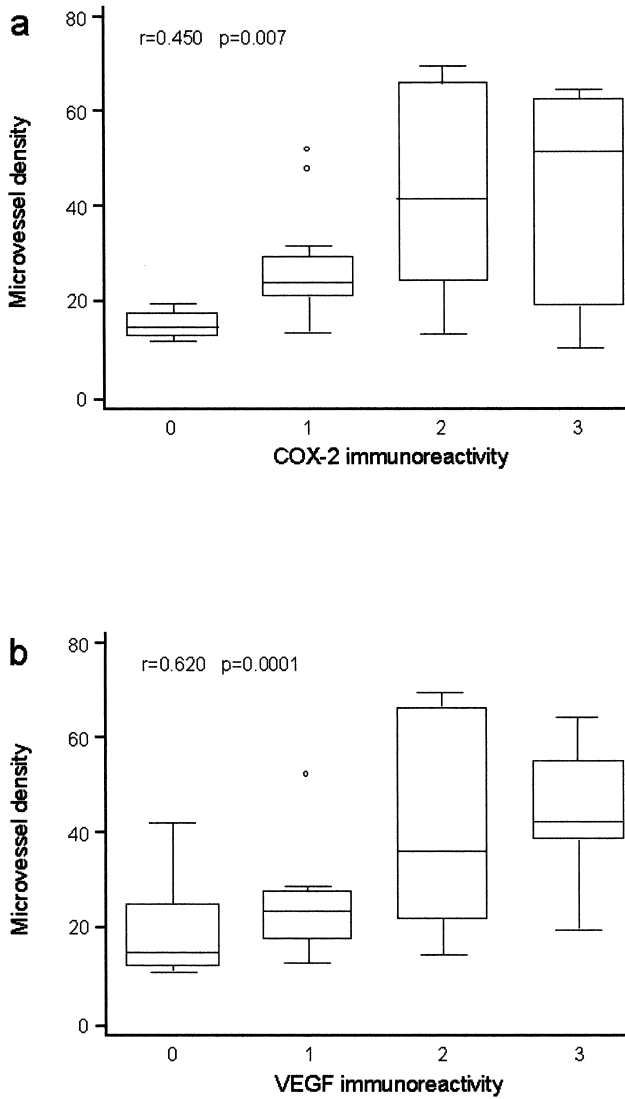 a
r=0.450 p=0.007
Microvessel density
80
60
40
20
0
0 1 2 3
COX-2 immunoreactivity
b
r=0.620 p=0.0001
Microvessel density
80
60
40
20
0
0 1 2 3
VEGF immunoreactivity